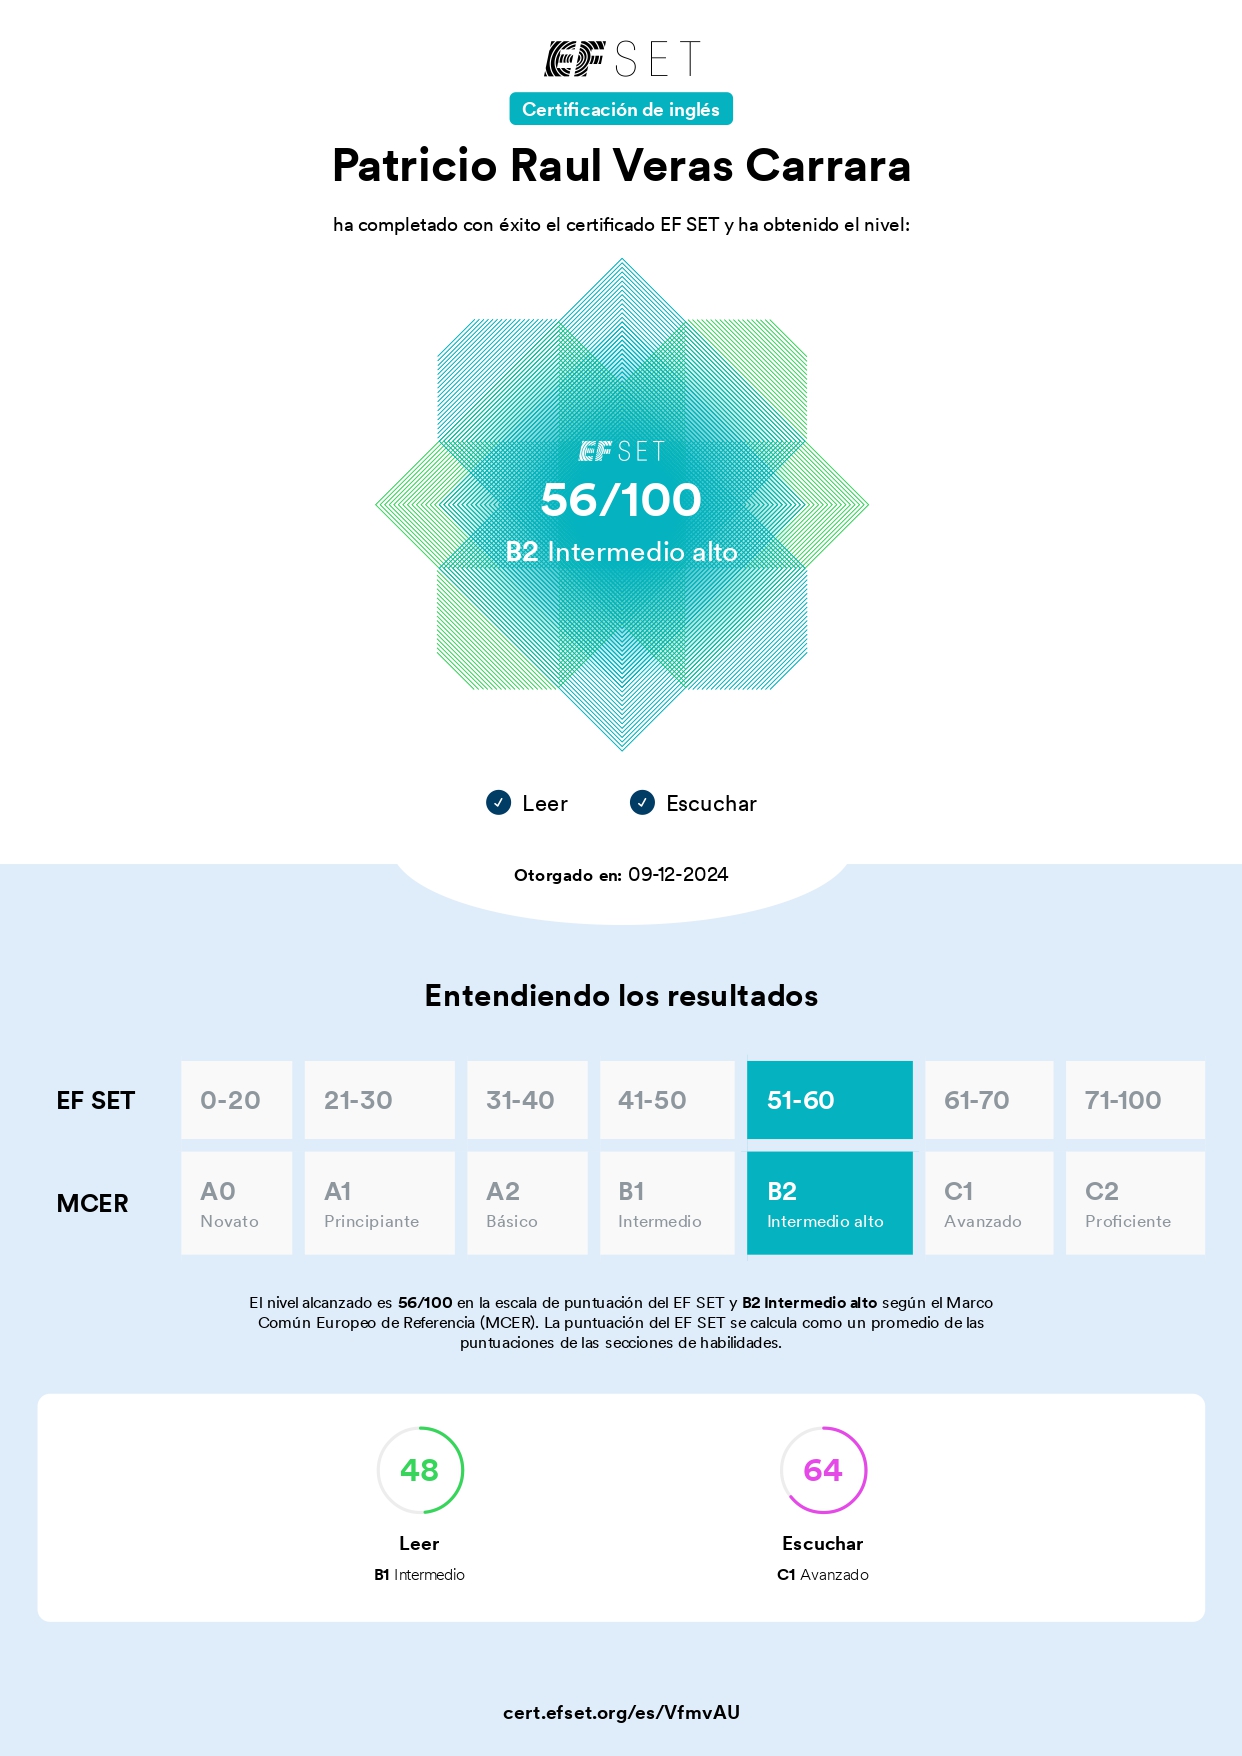 EF SET
Certificación de inglés
Patricio Raul Veras Carrara
ha completado con éxito el certificado EF SET y ha obtenido el nivel:
EF SET
56/100
B2 Intermedio alto
Leer Escuchar
Otorgado en: 09-12-2024
Entendiendo los resultados
EF SET 0-20 21-30 31-40 41-50 51-60 61-70 71-100
MCER A0 A1 A2 B1 B2 C1 C2
Novato Principiante Básico Intermedio Intermedio alto Avanzado Proficiente
El nivel alcanzado es 56/100 en la escala de puntuación del EF SET y B2 Intermedio alto según el Marco
Común Europeo de Referencia (MCER). La puntuación del EF SET se calcula como un promedio de las
puntuaciones de las secciones de habilidades.
48 64
Leer Escuchar
B1 Intermedio C1 Avanzado
cert.efset.org/es/VfmvAU